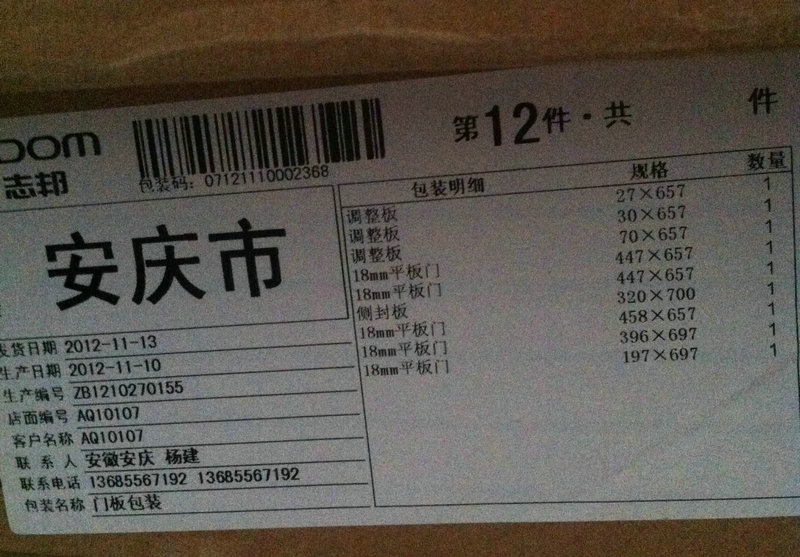 oom
志邦
包装码: 07121110002368
第12件·共 件
安庆市
发货日期 2012-11-13
生产日期 2012-11-10
生产编号 ZB1210270155
店面编号 AQ10107
客户名称 AQ10107
联系人 安徽安庆 杨建
联系电话 13685567192 13685567192
包装名称 门板包装
包装明细 规格 数量
调整板 27×657 1
调整板 30×657 1
调整板 70×657 1
18mm平板门 447×657 1
18mm平板门 447×657 1
侧封板 320×700 1
18mm平板门 458×657 1
18mm平板门 396×697 1
18mm平板门 197×697 1